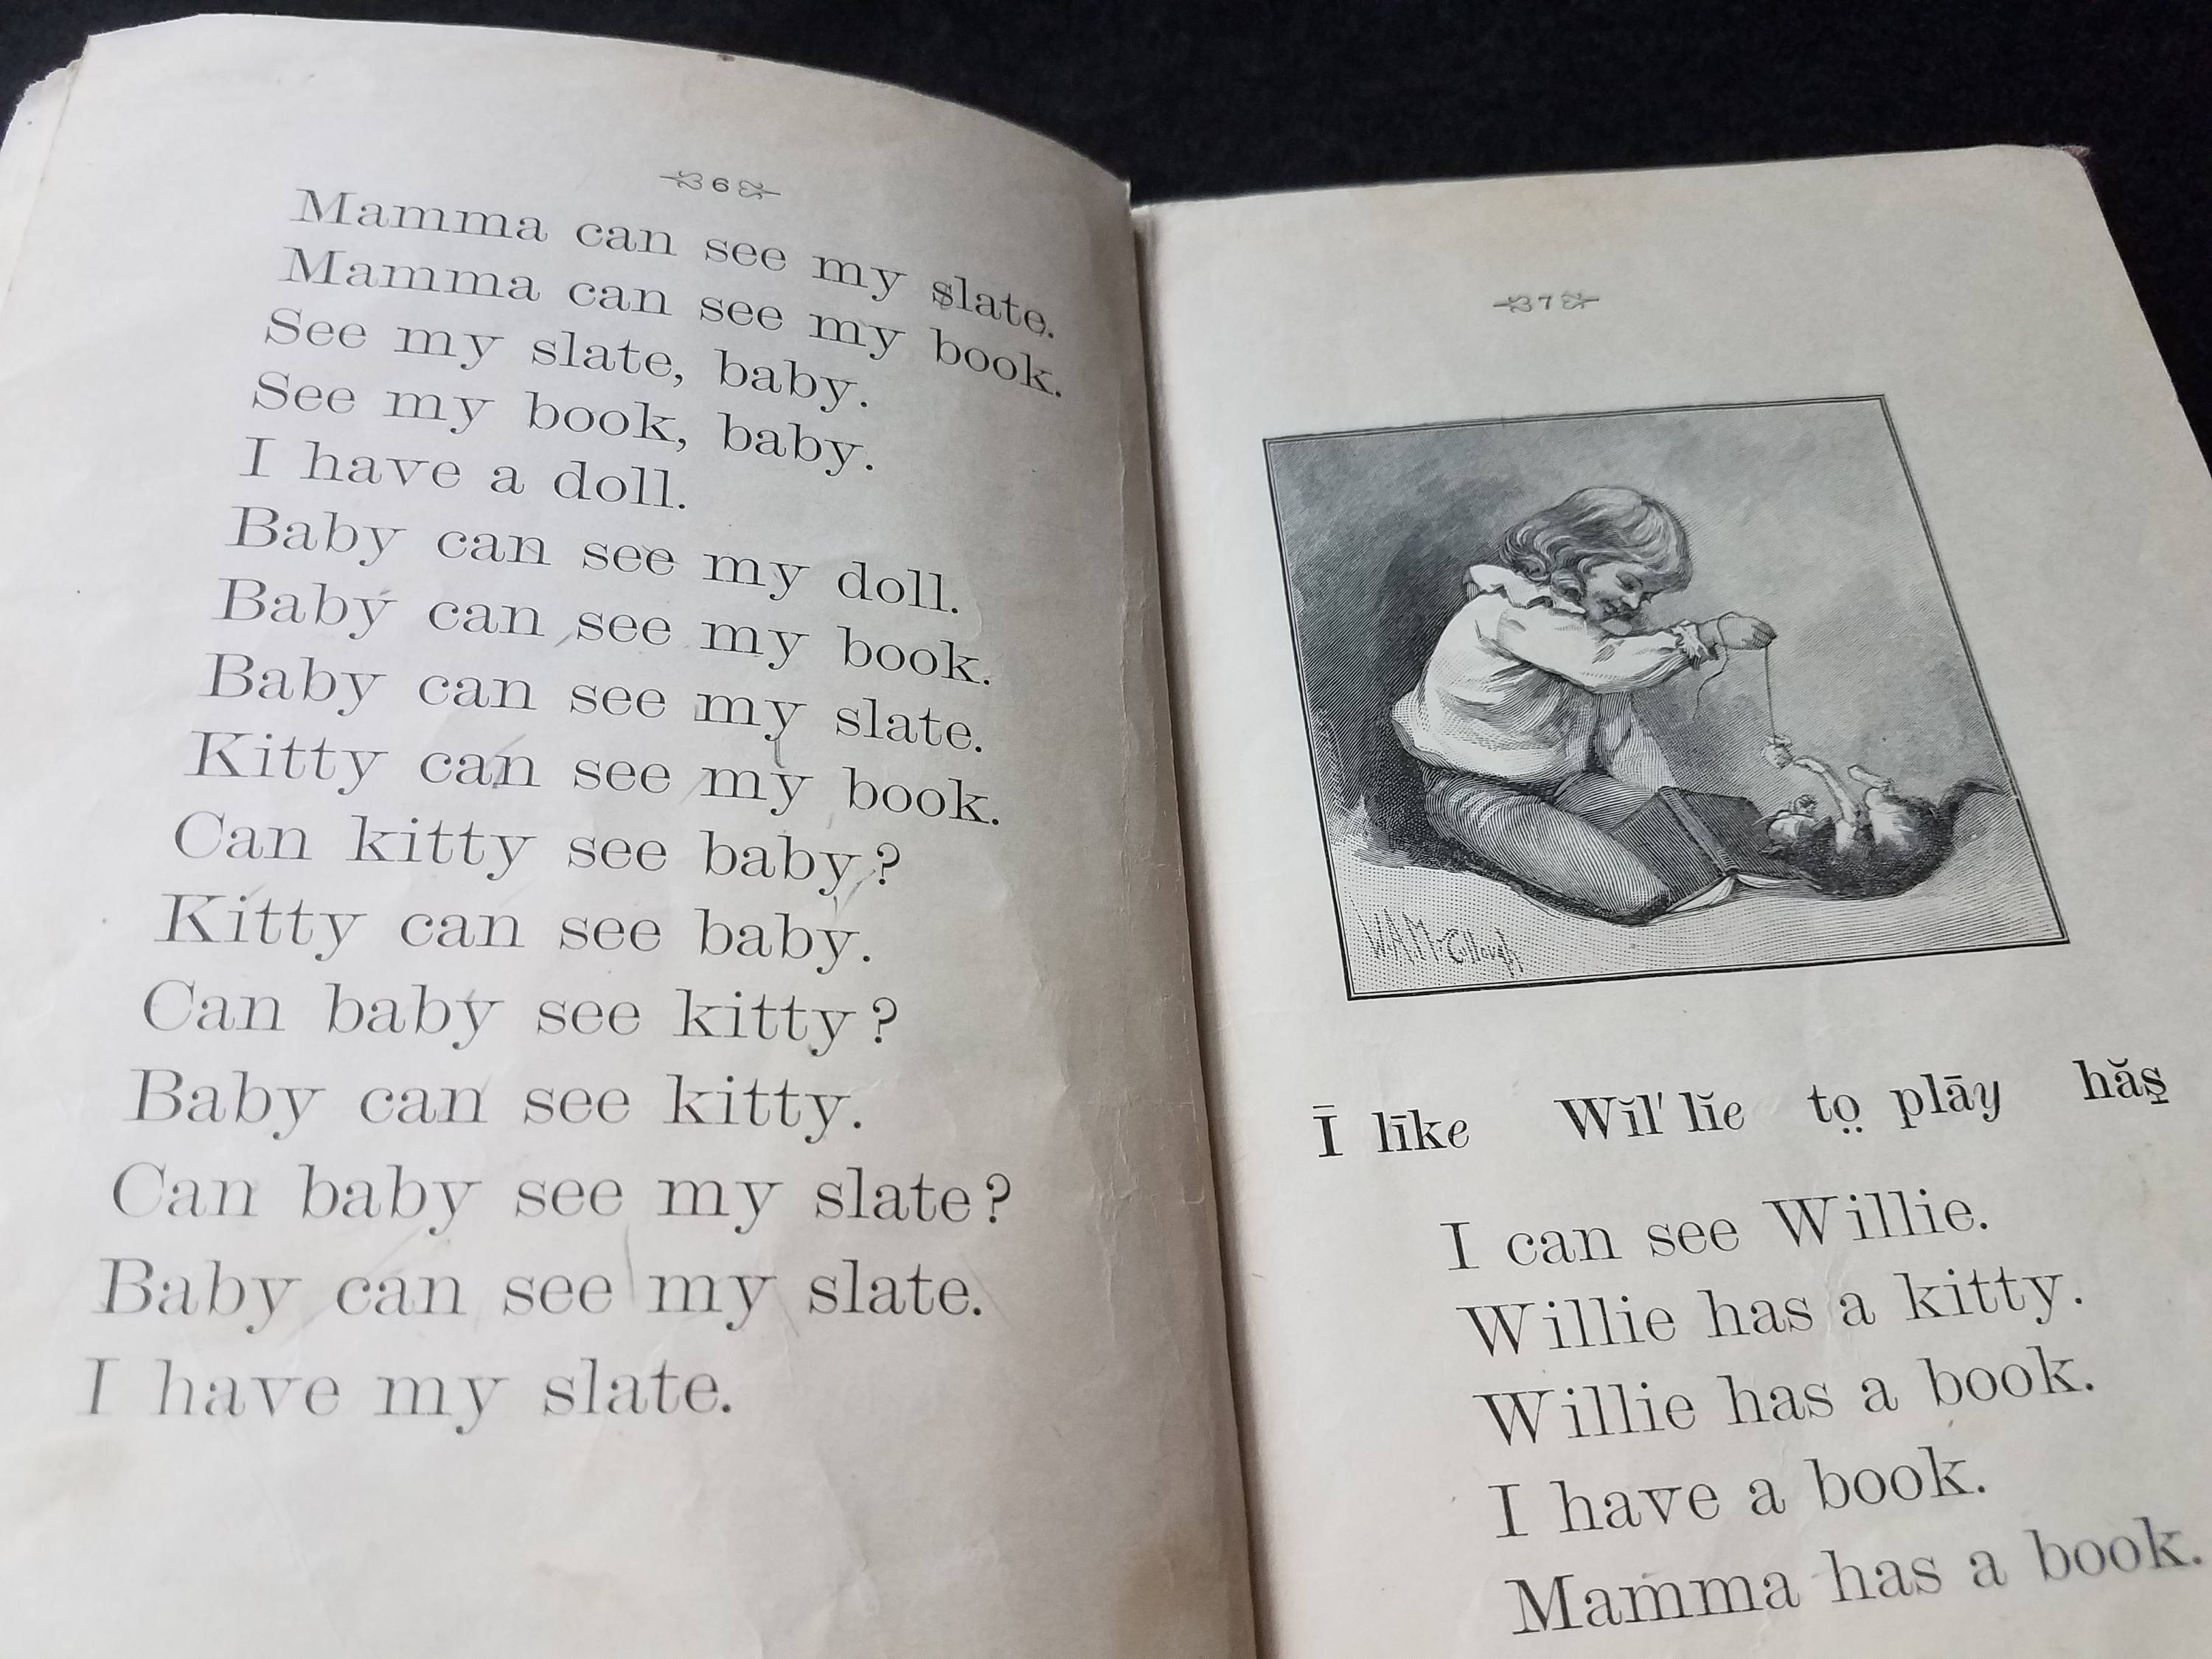 6
Mamma can see my slate.
Mamma can see my book.
See my slate, baby.
See my book, baby.
I have a doll.
Baby can see my doll.
Baby can see my book.
Baby can see my slate.
Kitty can see my book.
Can kitty see baby?
Kitty can see baby.
Can baby see kitty?
Baby can see kitty.
Can baby see my slate?
Baby can see my slate.
I have my slate.
7
W.A.McCullough
Ī līke Wĭl'lĭe to̤ plāy hăs̱
I can see Willie.
Willie has a kitty.
Willie has a book.
I have a book.
Mamma has a book.